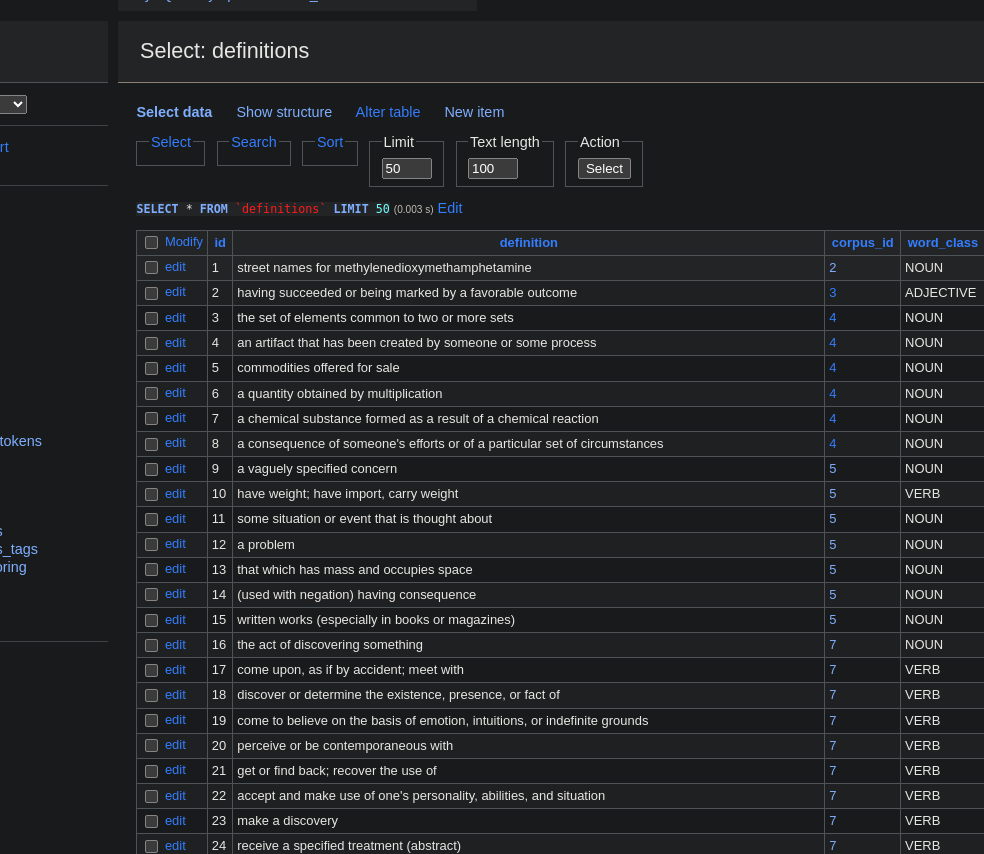 Select: definitions
Select data Show structure Alter table New item
Select Search Sort Limit Text length Action
50 100 Select
rt
SELECT * FROM `definitions` LIMIT 50 (0.003 s) Edit
Modify id definition corpus_id word_class
edit 1 street names for methylenedioxymethamphetamine 2 NOUN
edit 2 having succeeded or being marked by a favorable outcome 3 ADJECTIVE
edit 3 the set of elements common to two or more sets 4 NOUN
edit 4 an artifact that has been created by someone or some process 4 NOUN
edit 5 commodities offered for sale 4 NOUN
edit 6 a quantity obtained by multiplication 4 NOUN
edit 7 a chemical substance formed as a result of a chemical reaction 4 NOUN
tokens
edit 8 a consequence of someone's efforts or of a particular set of circumstances 4 NOUN
edit 9 a vaguely specified concern 5 NOUN
edit 10 have weight; have import, carry weight 5 VERB
edit 11 some situation or event that is thought about 5 NOUN
s
edit 12 a problem 5 NOUN
s_tags
oring
edit 13 that which has mass and occupies space 5 NOUN
edit 14 (used with negation) having consequence 5 NOUN
edit 15 written works (especially in books or magazines) 5 NOUN
edit 16 the act of discovering something 7 NOUN
edit 17 come upon, as if by accident; meet with 7 VERB
edit 18 discover or determine the existence, presence, or fact of 7 VERB
edit 19 come to believe on the basis of emotion, intuitions, or indefinite grounds 7 VERB
edit 20 perceive or be contemporaneous with 7 VERB
edit 21 get or find back; recover the use of 7 VERB
edit 22 accept and make use of one's personality, abilities, and situation 7 VERB
edit 23 make a discovery 7 VERB
edit 24 receive a specified treatment (abstract) 7 VERB